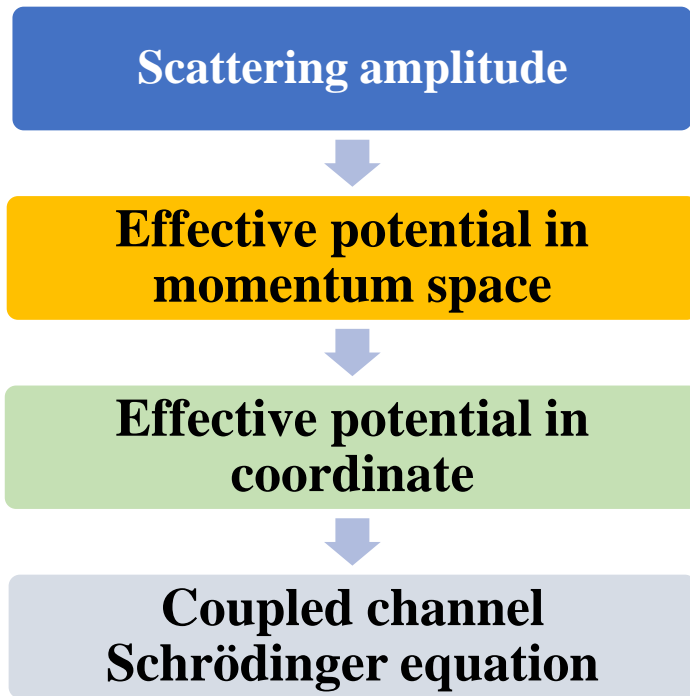 Scattering amplitude
Effective potential in
momentum space
Effective potential in
coordinate
Coupled channel
Schrödinger equation